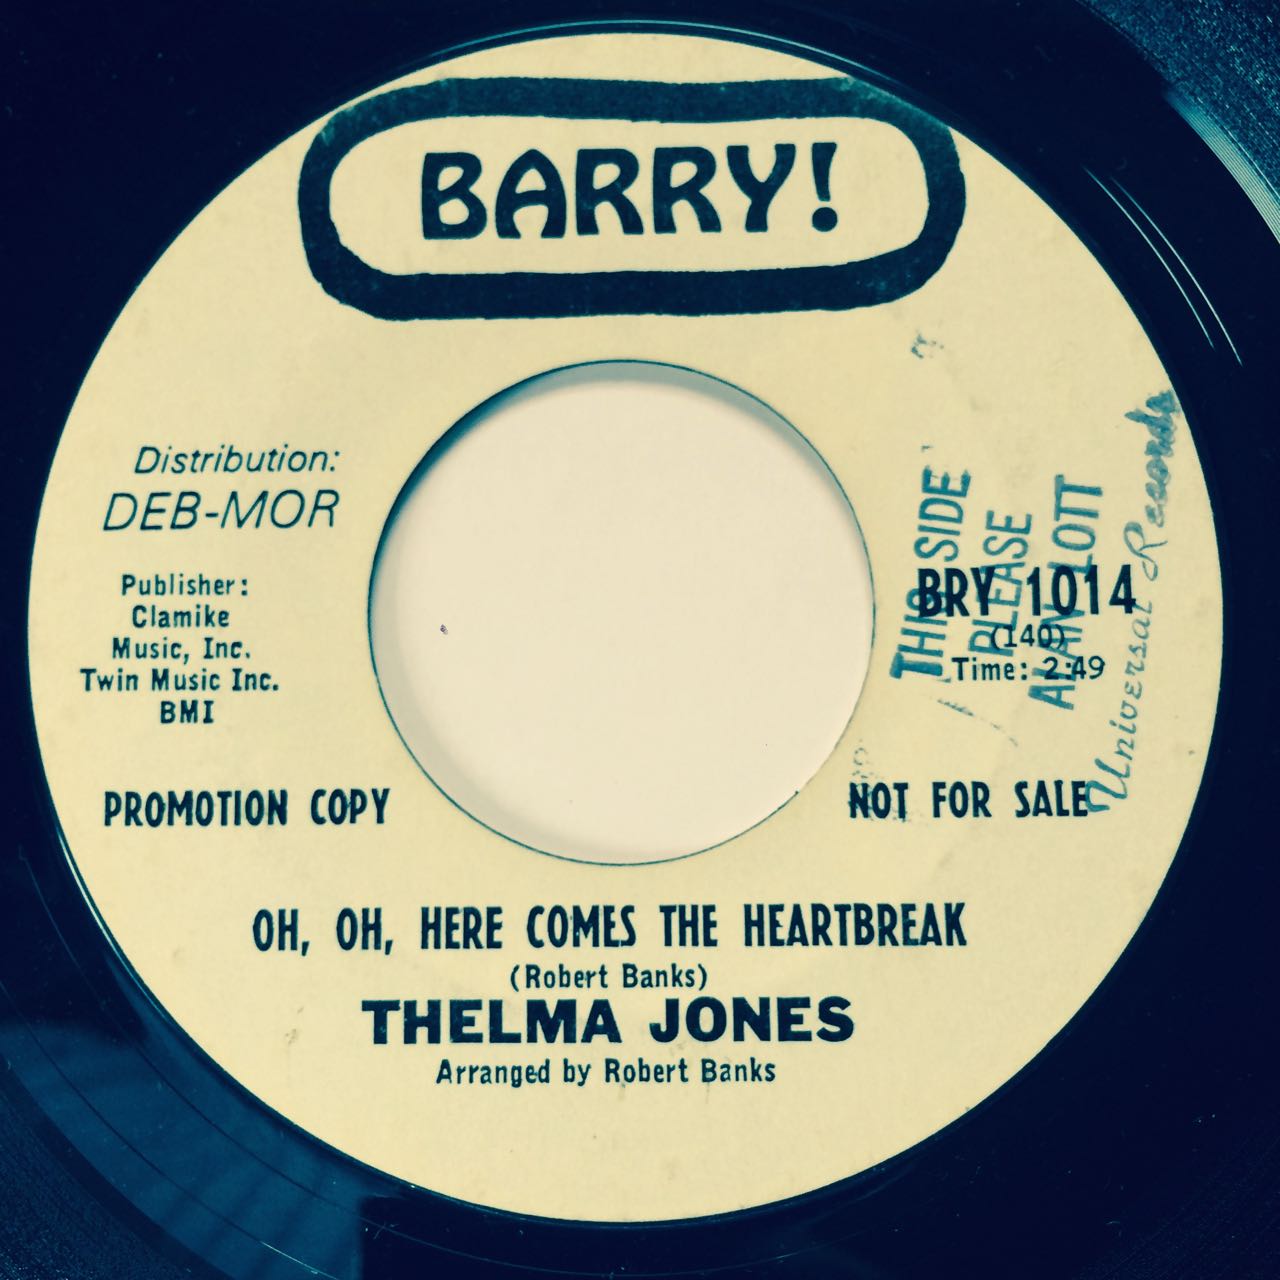 BARRY!
Distribution:
DEB-MOR
Publisher:
Clamike
Music, Inc.
Twin Music Inc.
BMI
BRY 1014
(140)
Time: 2:49
THIS SIDE
PLEASE
ALAN LOTT
Universal Records
PROMOTION COPY
NOT FOR SALE
OH, OH, HERE COMES THE HEARTBREAK
(Robert Banks)
THELMA JONES
Arranged by Robert Banks